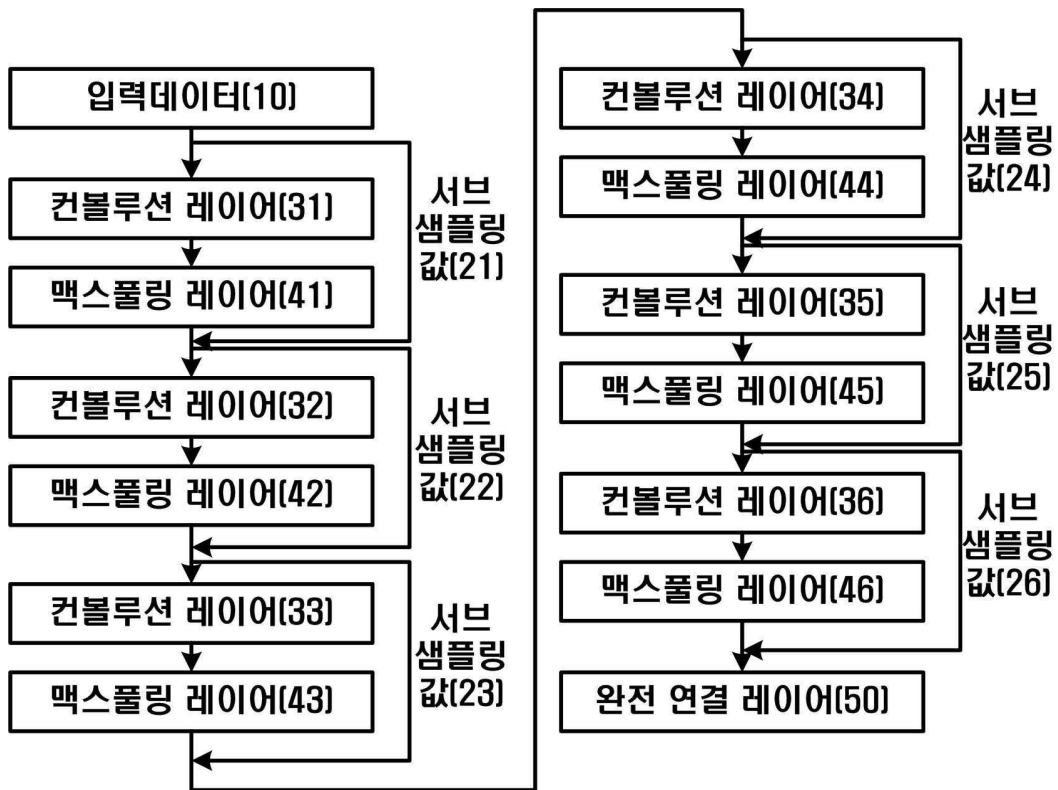 입력데이터(10)
컨볼루션 레이어(31)
맥스풀링 레이어(41)
서브
샘플링
값(21)
컨볼루션 레이어(32)
맥스풀링 레이어(42)
서브
샘플링
값(22)
컨볼루션 레이어(33)
맥스풀링 레이어(43)
서브
샘플링
값(23)
컨볼루션 레이어(34)
맥스풀링 레이어(44)
서브
샘플링
값(24)
컨볼루션 레이어(35)
맥스풀링 레이어(45)
서브
샘플링
값(25)
컨볼루션 레이어(36)
맥스풀링 레이어(46)
서브
샘플링
값(26)
완전 연결 레이어(50)